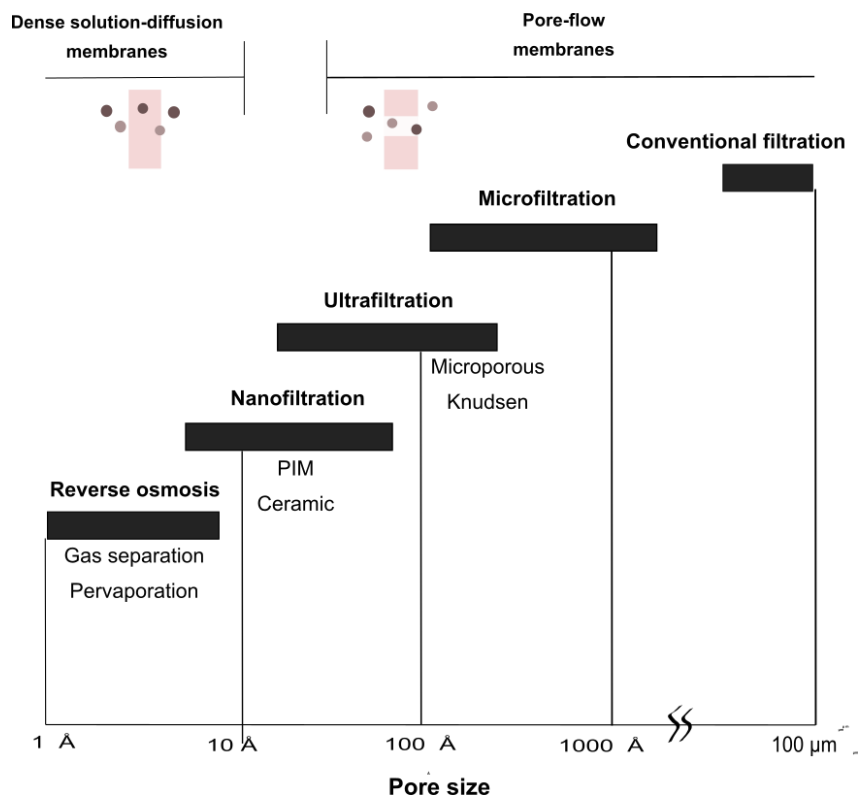 Dense solution-diffusion
membranes
Pore-flow
membranes
Conventional filtration
Microfiltration
Ultrafiltration
Microporous
Knudsen
Nanofiltration
PIM
Ceramic
Reverse osmosis
Gas separation
Pervaporation
1 Å
10 Å
100 Å
1000 Å
100 µm
Pore size